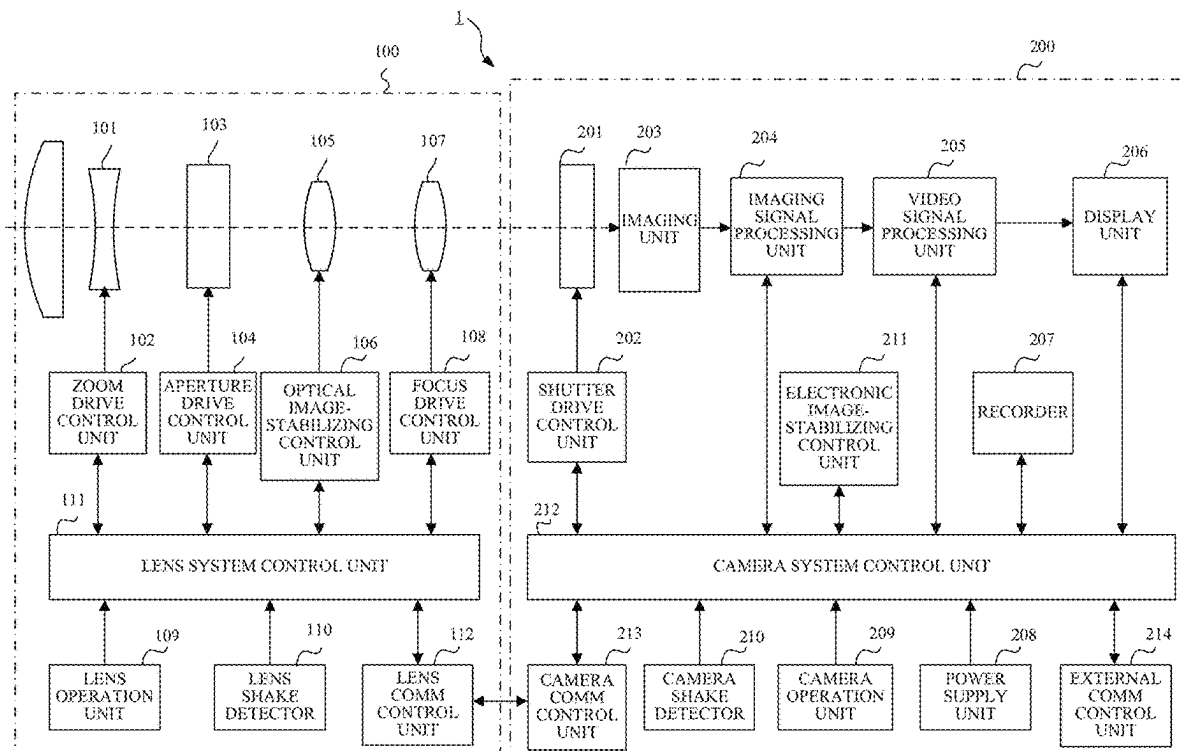 1
100
200
101
103
105
107
201
203
204
205
206
IMAGING
UNIT
IMAGING
SIGNAL
PROCESSING
UNIT
VIDEO
SIGNAL
PROCESSING
UNIT
DISPLAY
UNIT
102
104
106
108
202
211
207
ZOOM
DRIVE
CONTROL
UNIT
APERTURE
DRIVE
CONTROL
UNIT
OPTICAL
IMAGE-
STABILIZING
CONTROL
UNIT
FOCUS
DRIVE
CONTROL
UNIT
SHUTTER
DRIVE
CONTROL
UNIT
ELECTRONIC
IMAGE-
STABILIZING
CONTROL
UNIT
RECORDER
111
LENS SYSTEM CONTROL UNIT
212
CAMERA SYSTEM CONTROL UNIT
109
110
112
213
210
209
208
214
LENS
OPERATION
UNIT
LENS
SHAKE
DETECTOR
LENS
COMM
CONTROL
UNIT
CAMERA
COMM
CONTROL
UNIT
CAMERA
SHAKE
DETECTOR
CAMERA
OPERATION
UNIT
POWER
SUPPLY
UNIT
EXTERNAL
COMM
CONTROL
UNIT